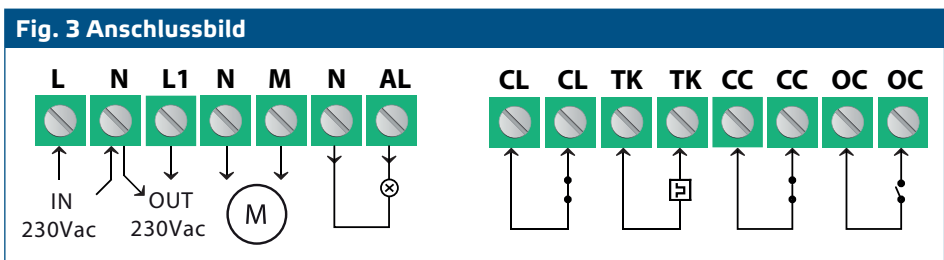 Fig. 3 Anschlussbild
L N L1 N M N AL CL CL TK TK CC CC OC OC
IN OUT M
230Vac 230Vac